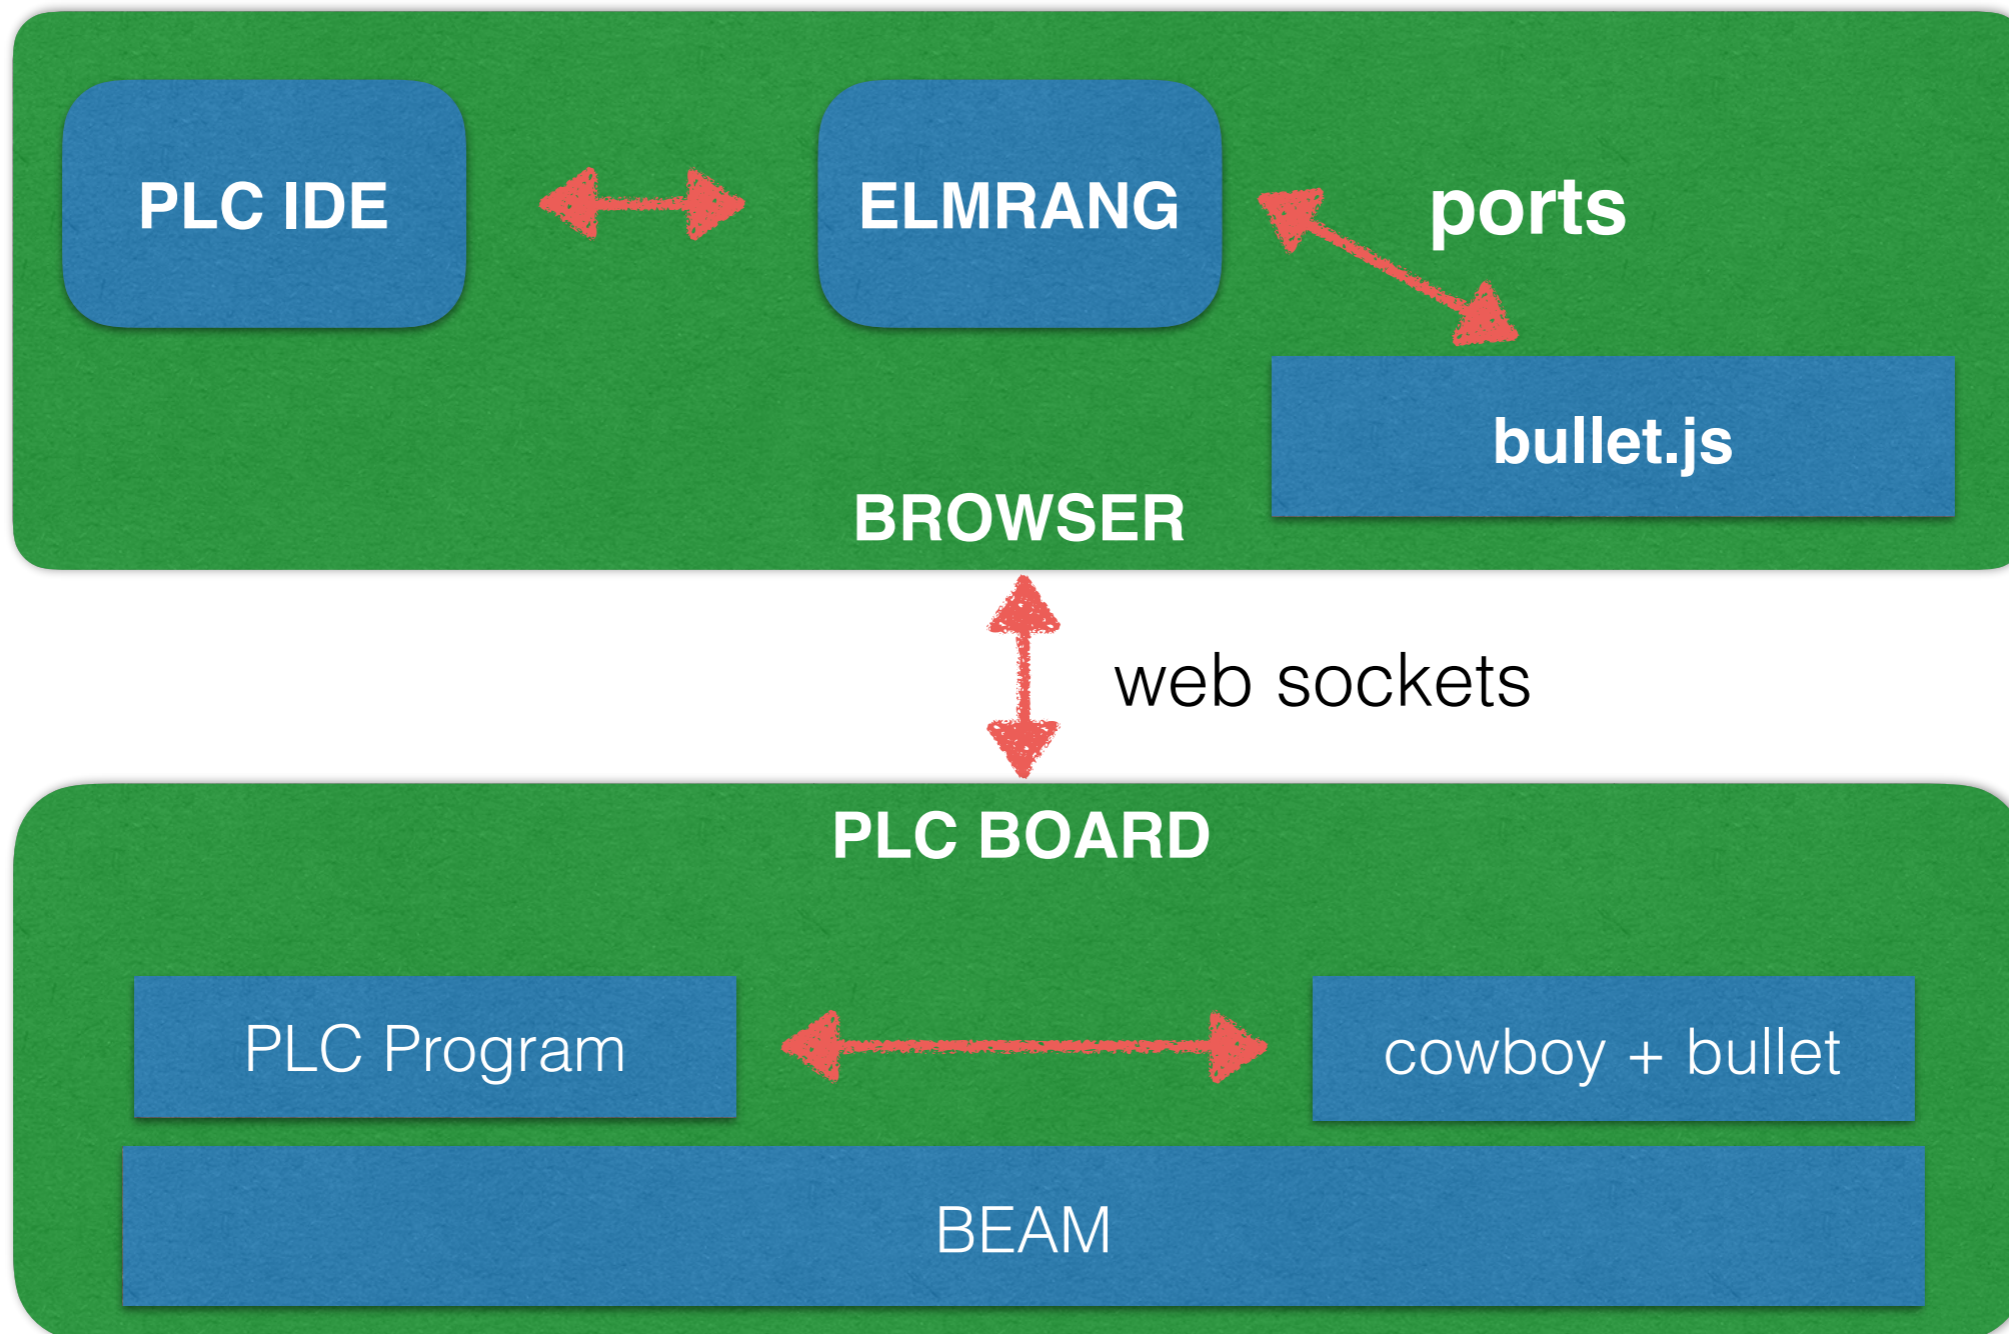 PLC IDE
ELMRANG
ports
bullet.js
BROWSER
web sockets
PLC BOARD
PLC Program
cowboy + bullet
BEAM